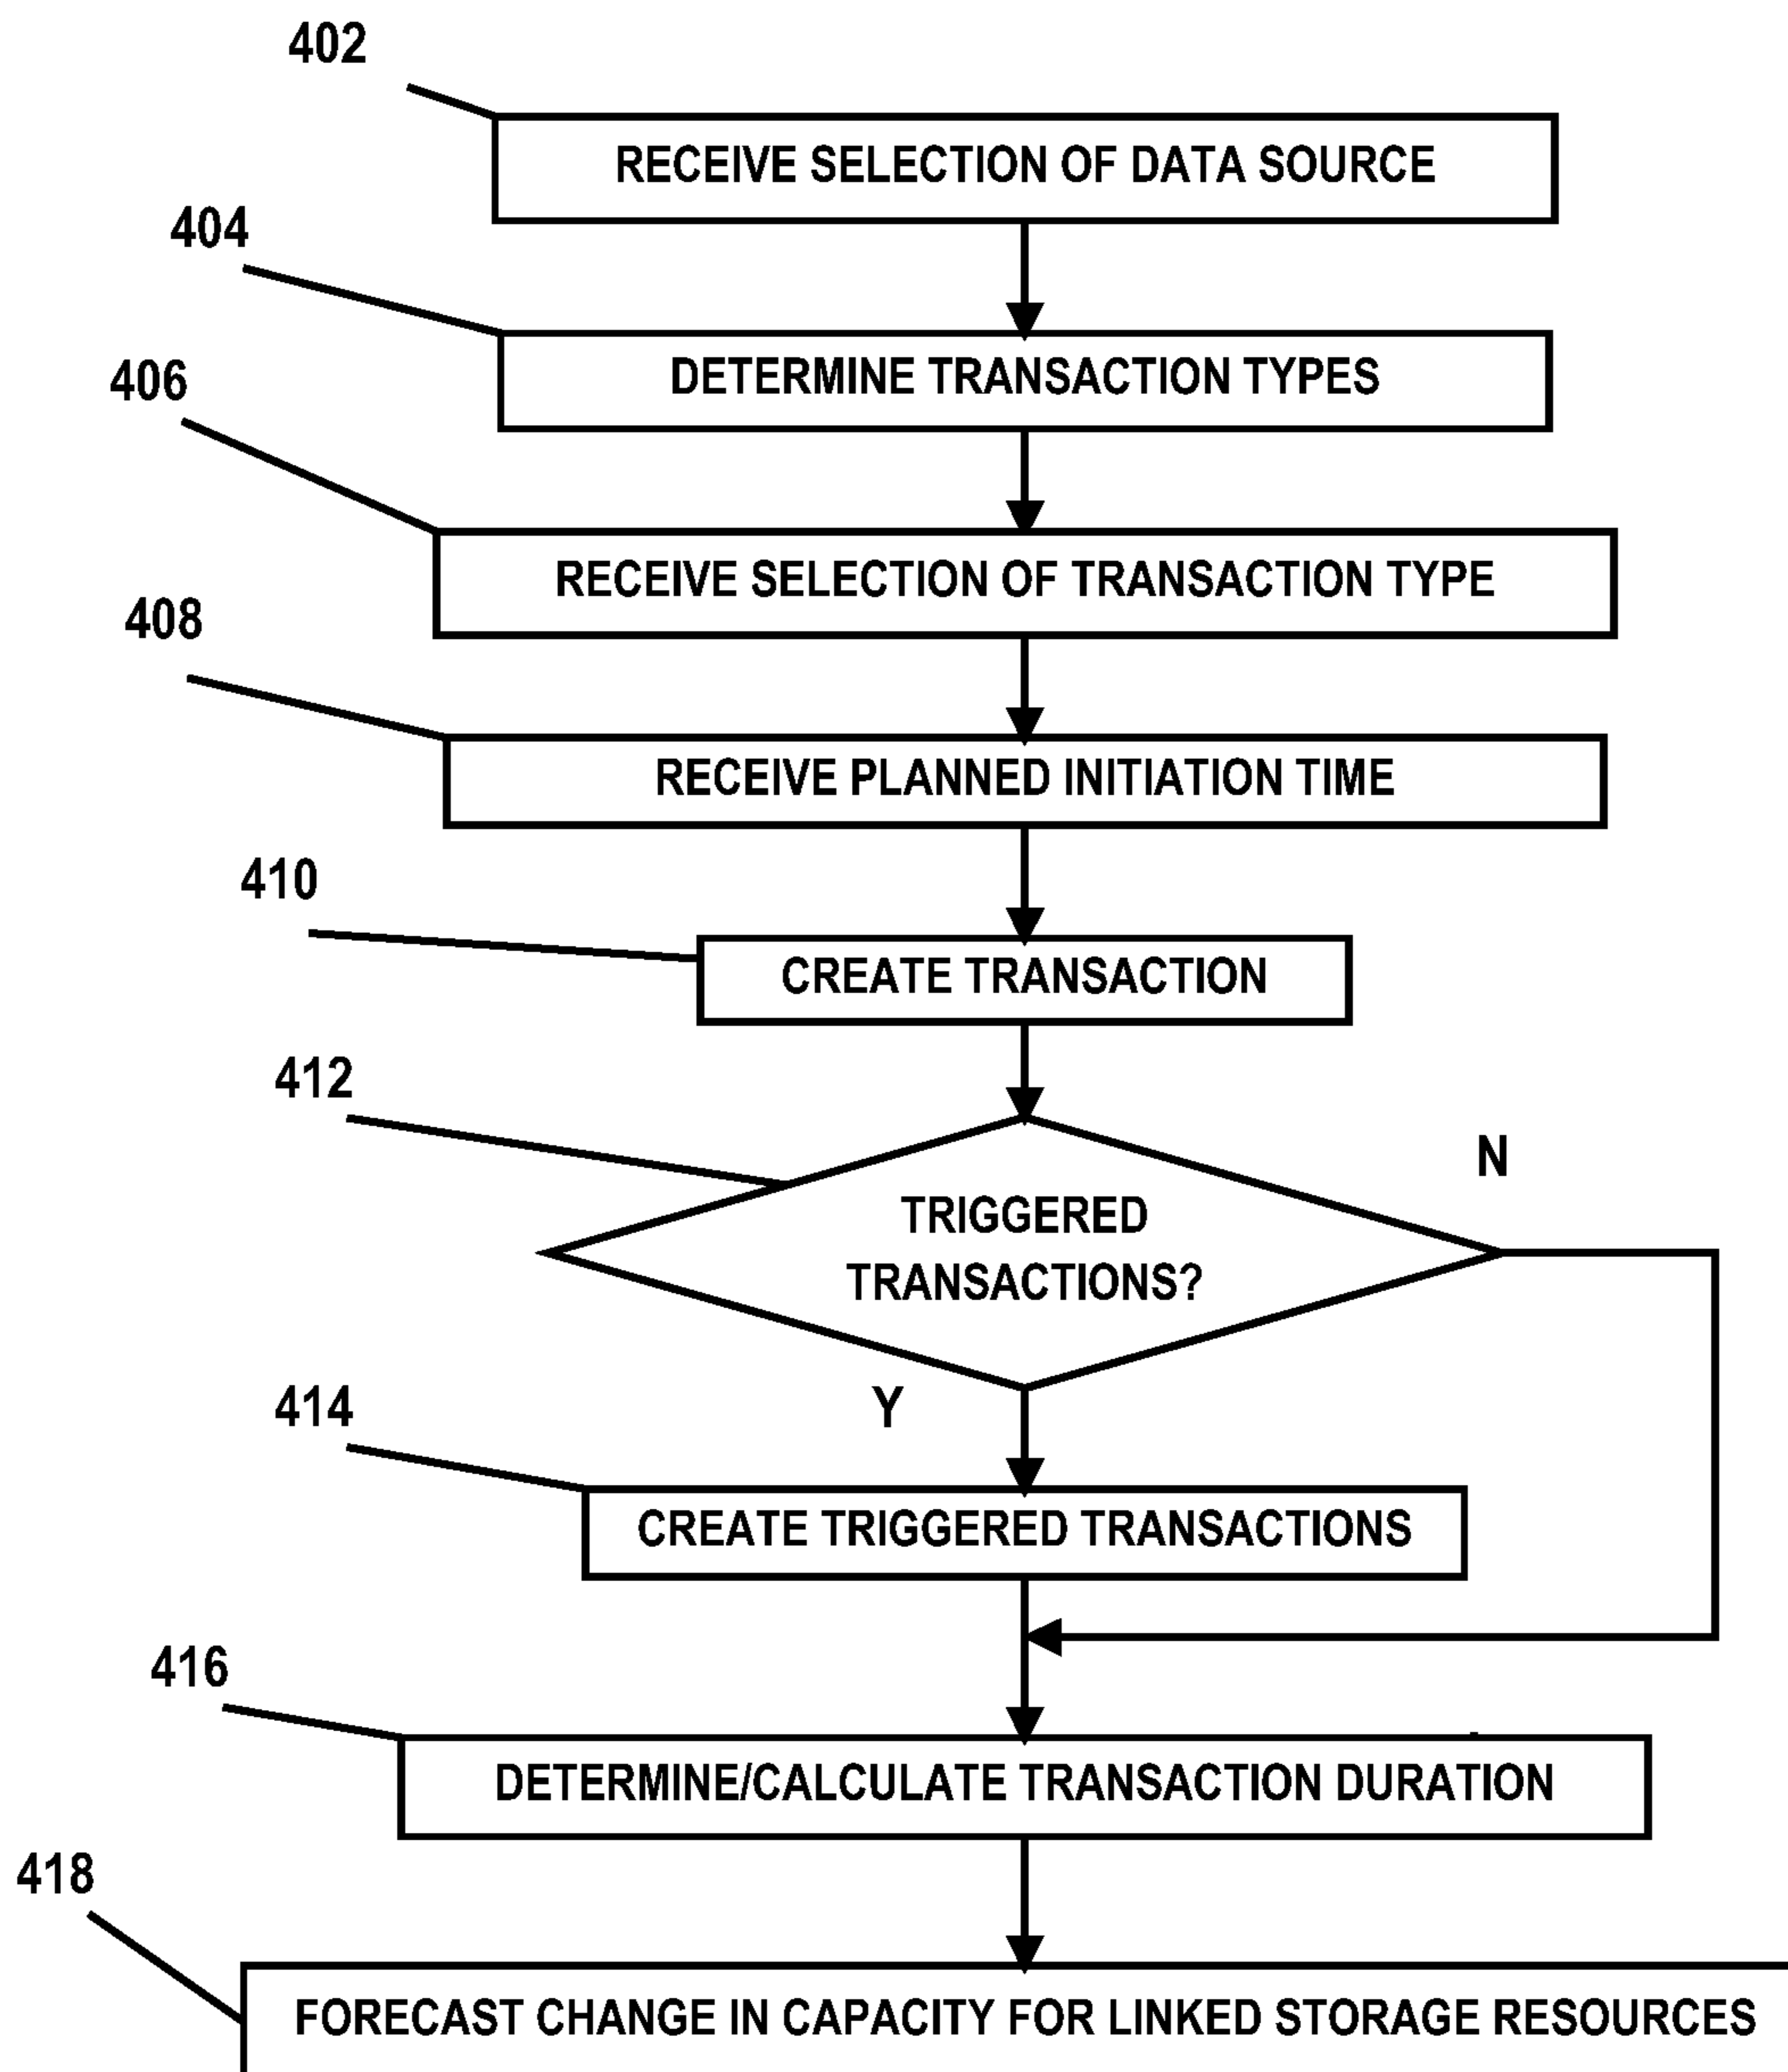 402
RECEIVE SELECTION OF DATA SOURCE
404
DETERMINE TRANSACTION TYPES
406
RECEIVE SELECTION OF TRANSACTION TYPE
408
RECEIVE PLANNED INITIATION TIME
410
CREATE TRANSACTION
412
N
TRIGGERED
TRANSACTIONS?
Y
414
CREATE TRIGGERED TRANSACTIONS
416
DETERMINE/CALCULATE TRANSACTION DURATION
418
FORECAST CHANGE IN CAPACITY FOR LINKED STORAGE RESOURCES